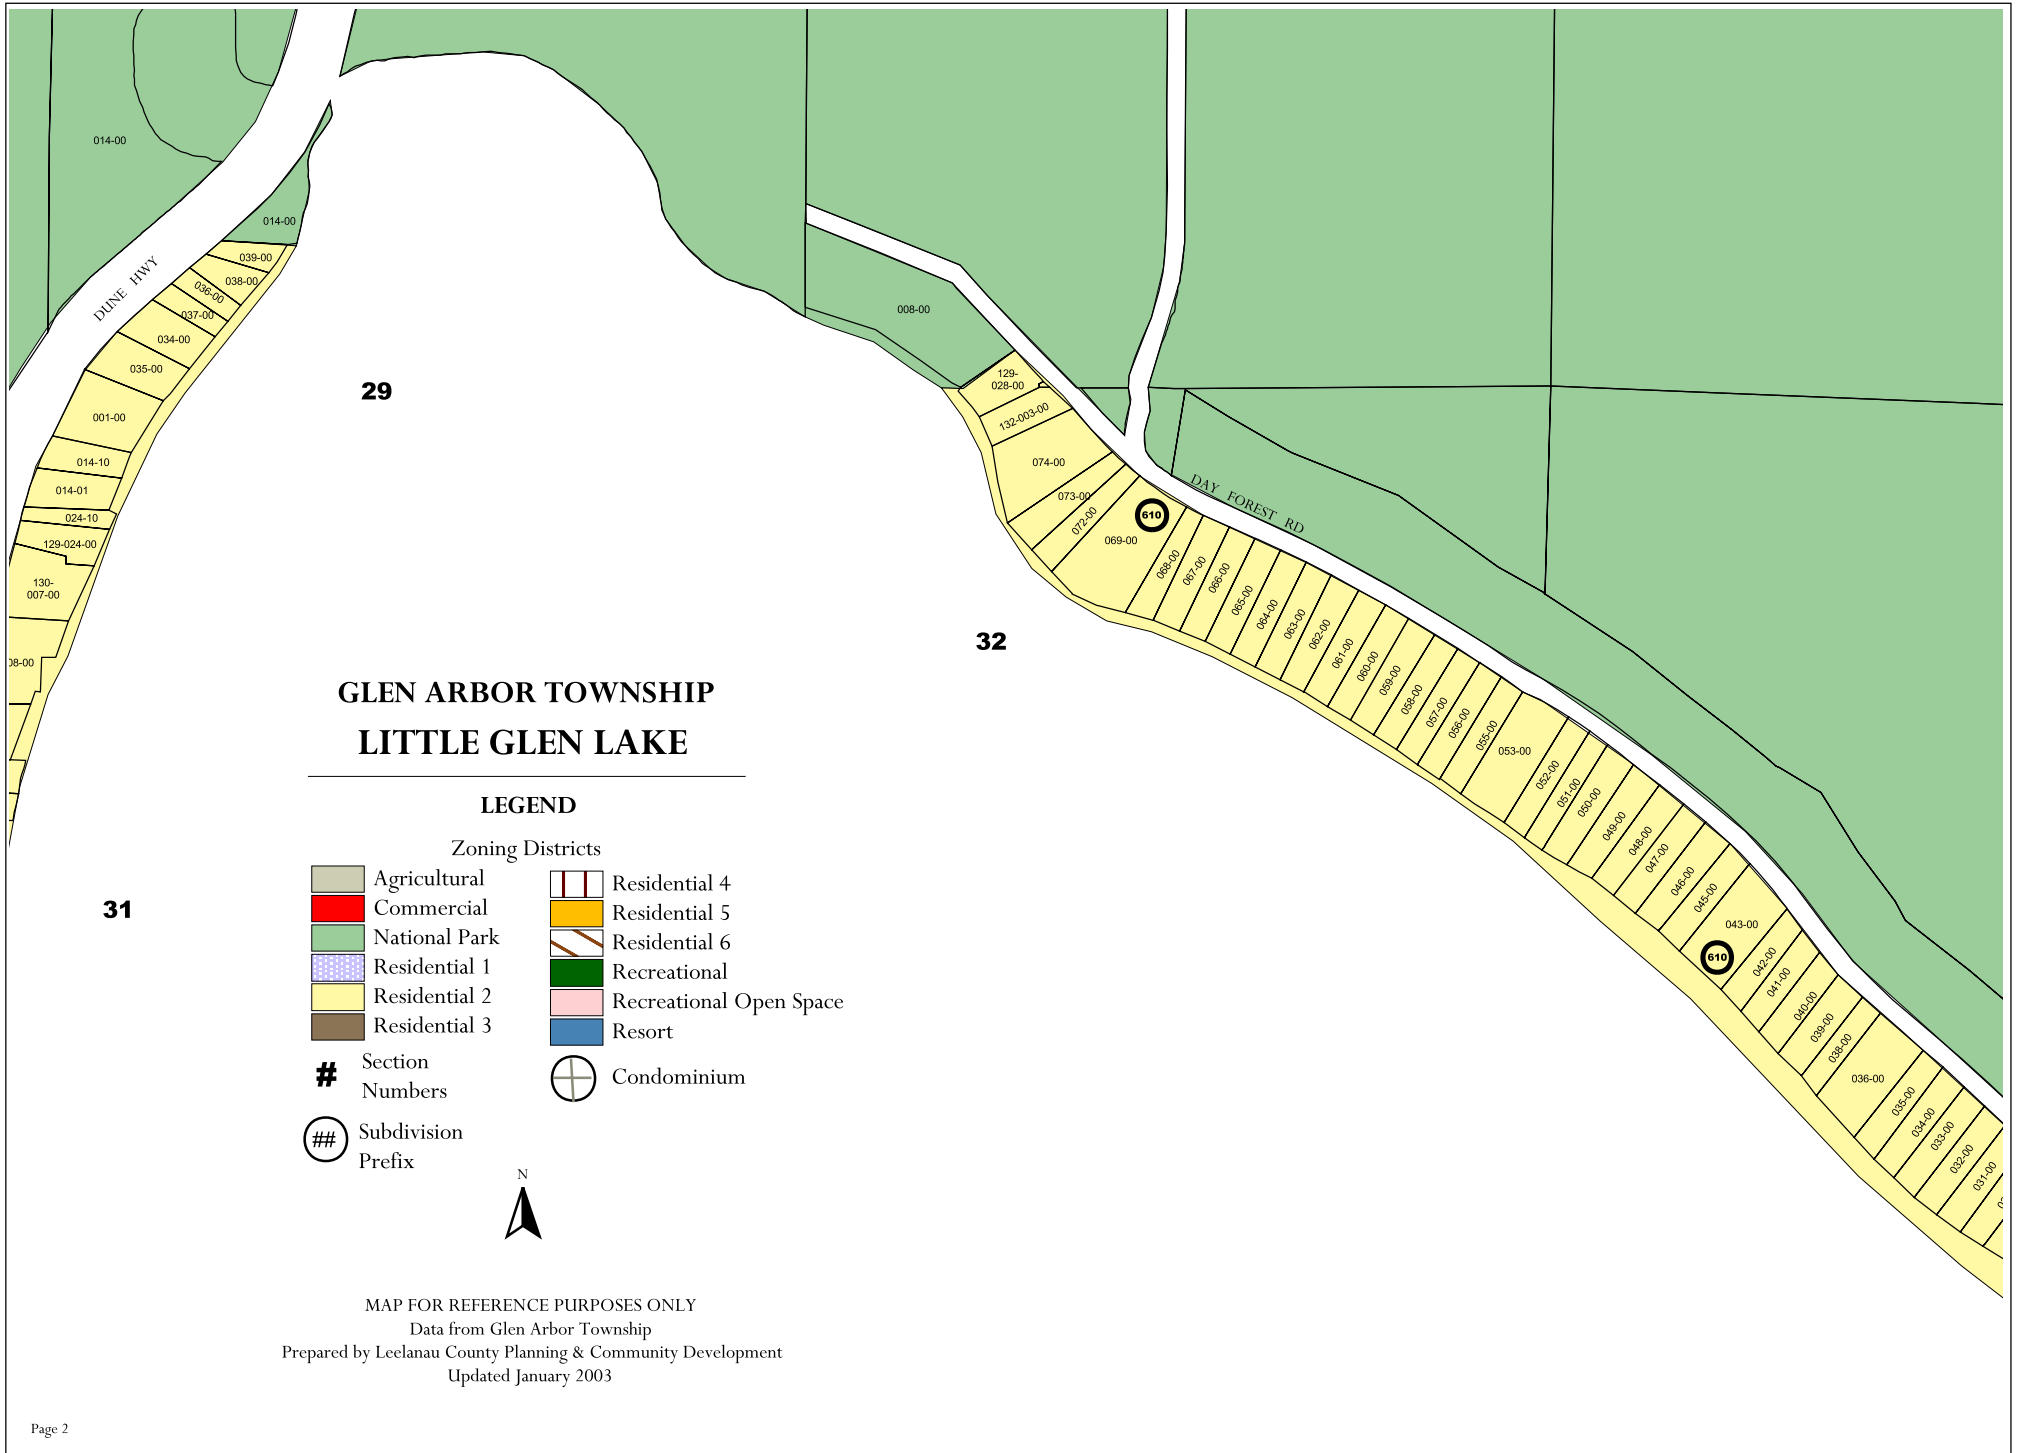 014-00
014-00
DUNE HWY
039-00
038-00
036-00
037-00
034-00
035-00
001-00
014-10
014-01
024-10
129-024-00
130-
007-00
08-00
29
31
32
008-00
129-
028-00
132-003-00
074-00
073-00
072-00
069-00
610
DAY FOREST RD
068-00
067-00
066-00
065-00
064-00
063-00
062-00
061-00
060-00
059-00
058-00
057-00
056-00
055-00
053-00
052-00
051-00
050-00
049-00
048-00
047-00
046-00
045-00
043-00
610
042-00
041-00
040-00
039-00
038-00
036-00
035-00
034-00
033-00
032-00
031-00
GLEN ARBOR TOWNSHIP
LITTLE GLEN LAKE
LEGEND
Zoning Districts
Agricultural
Commercial
National Park
Residential 1
Residential 2
Residential 3
Residential 4
Residential 5
Residential 6
Recreational
Recreational Open Space
Resort
# Section
Numbers
Condominium
## Subdivision
Prefix
N
MAP FOR REFERENCE PURPOSES ONLY
Data from Glen Arbor Township
Prepared by Leelanau County Planning & Community Development
Updated January 2003
Page 2